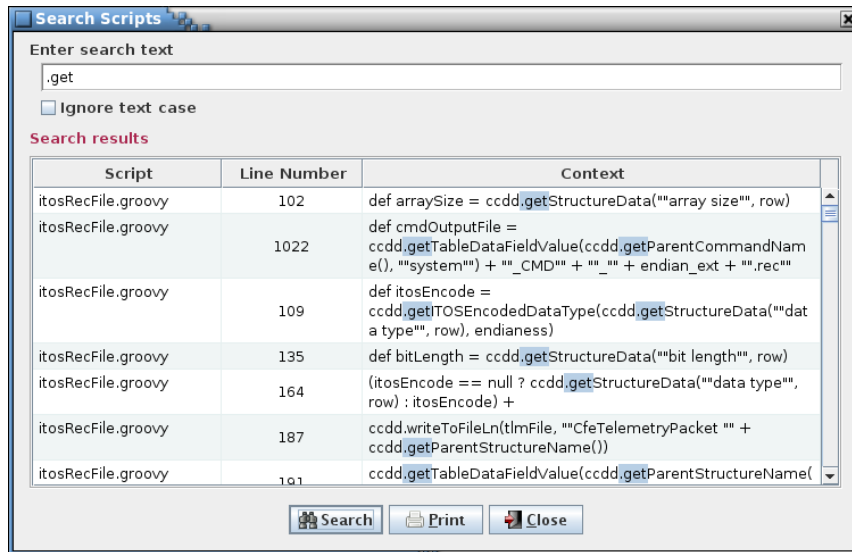 Search Scripts
Enter search text
.get
Ignore text case
Search results
Script Line Number Context
itosRecFile.groovy 102 def arraySize = ccdd.getStructureData(""array size"", row)
itosRecFile.groovy 1022 def cmdOutputFile =
ccdd.getTableDataFieldValue(ccdd.getParentCommandNam
e(), ""system"") + ""_CMD"" + ""_"" + endian_ext + "".rec""
itosRecFile.groovy 109 def itosEncode =
ccdd.getITOSEncodedDataType(ccdd.getStructureData(""dat
a type"", row), endianess)
itosRecFile.groovy 135 def bitLength = ccdd.getStructureData(""bit length"", row)
itosRecFile.groovy 164 (itosEncode == null ? ccdd.getStructureData(""data type"",
row) : itosEncode) +
itosRecFile.groovy 187 ccdd.writeToFileLn(tlmFile, ""CfeTelemetryPacket "" +
ccdd.getParentStructureName())
itosRecFile.groovy 191 ccdd.getTableDataFieldValue(ccdd.getParentStructureName(
Search Print Close